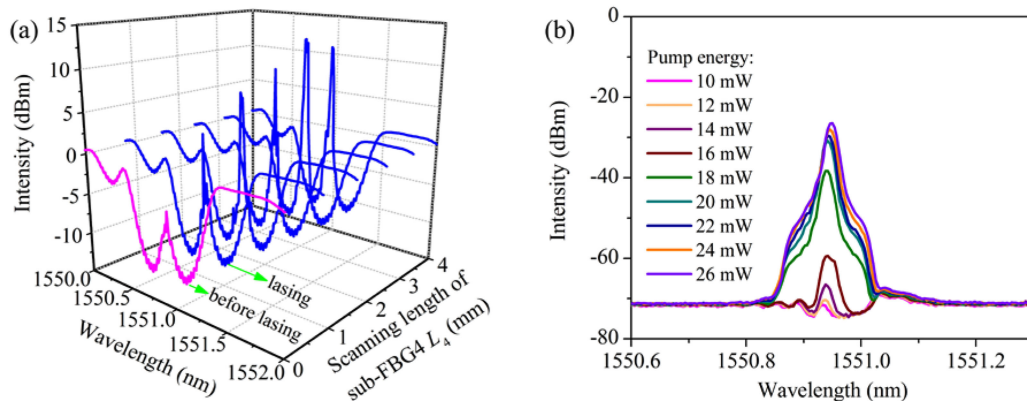 (a)
15
10
5
0
-5
-10
Intensity (dBm)
1550.0
1550.5
1551.0
1551.5
1552.0
Wavelength (nm)
0
1
2
3
4
Scanning length of
sub-FBG4 L₄ (mm)
lasing
before lasing
(b)
0
-20
-40
-60
-80
Intensity (dBm)
Pump energy:
10 mW
12 mW
14 mW
16 mW
18 mW
20 mW
22 mW
24 mW
26 mW
1550.6
1550.8
1551.0
1551.2
Wavelength (nm)